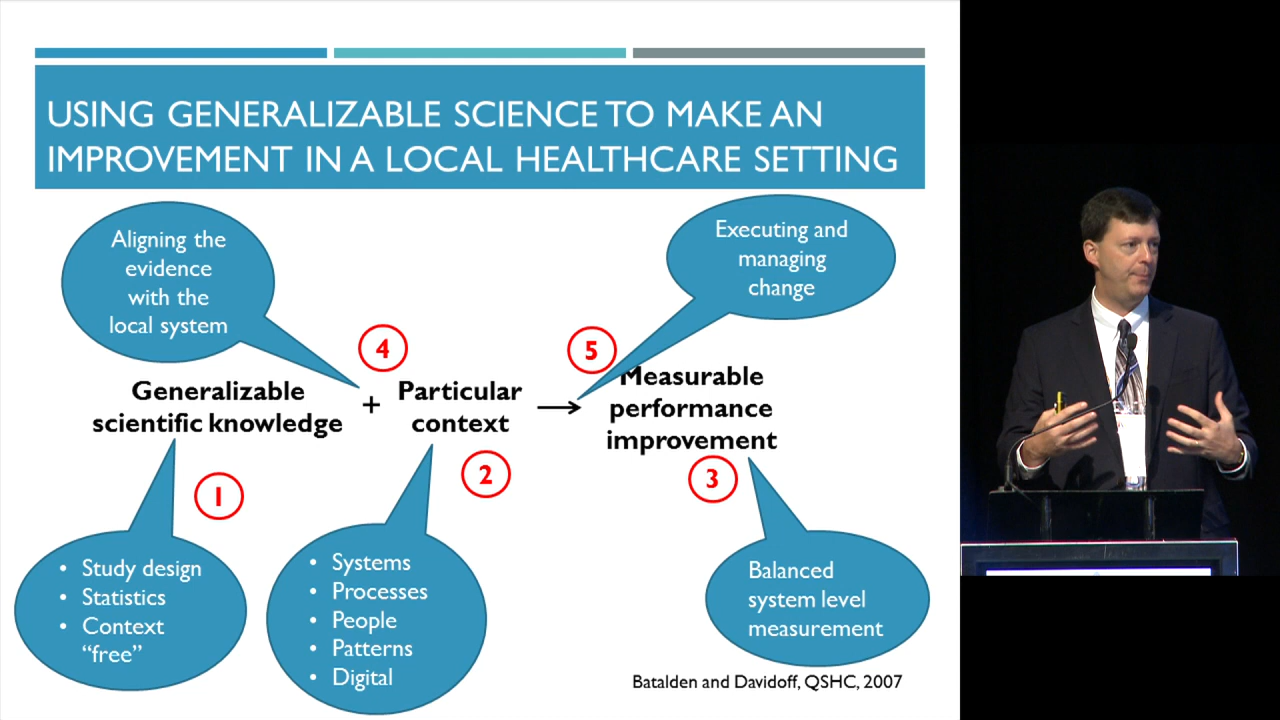 USING GENERALIZABLE SCIENCE TO MAKE AN
IMPROVEMENT IN A LOCAL HEALTHCARE SETTING
Aligning the
evidence
with the
local system
Executing and
managing
change
4
5
Generalizable
scientific knowledge
+
Particular
context
→
Measurable
performance
improvement
1
2
3
• Study design
• Statistics
• Context
“free”
• Systems
• Processes
• People
• Patterns
• Digital
Balanced
system level
measurement
Batalden and Davidoff, QSHC, 2007